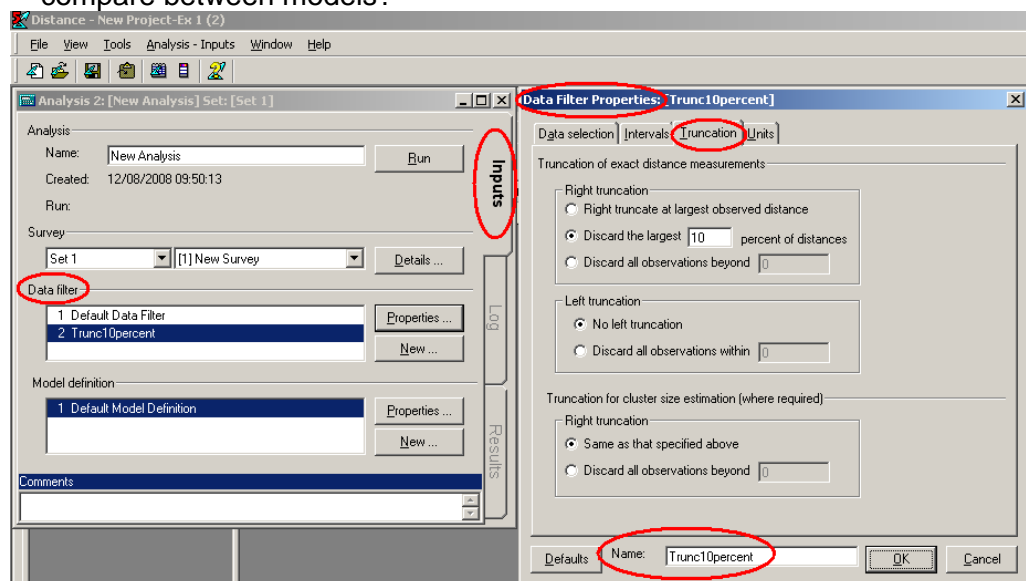 compare between models?
Distance - New Project-Ex 1 (2)
File View Tools Analysis - Inputs Window Help
Analysis 2: [New Analysis] Set: [Set 1]
Analysis
Name: New Analysis
Run
Created: 12/08/2008 09:50:13
Run:
Survey
Set 1
[1] New Survey
Details ...
Data filter
1 Default Data Filter
2 Trunc10percent
Properties ...
New ...
Model definition
1 Default Model Definition
Properties ...
New ...
Comments
Inputs
Log
Results
Data Filter Properties: [Trunc10percent]
Data selection
Intervals
Truncation
Units
Truncation of exact distance measurements
Right truncation
Right truncate at largest observed distance
Discard the largest 10 percent of distances
Discard all observations beyond 0
Left truncation
No left truncation
Discard all observations within 0
Truncation for cluster size estimation (where required)
Right truncation
Same as that specified above
Discard all observations beyond 0
Defaults
Name: Trunc10percent
OK
Cancel